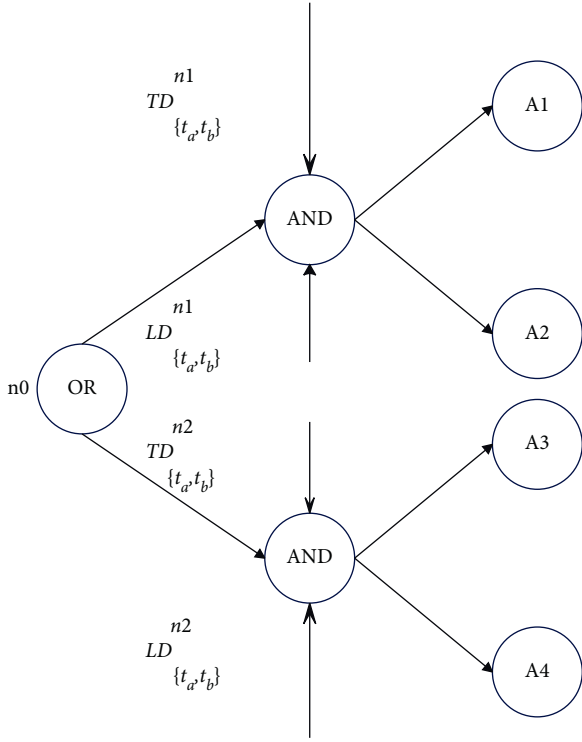 n1
TD
{t_a,t_b}
A1
AND
n1
LD
{t_a,t_b}
A2
n0 OR
n2
TD
{t_a,t_b}
A3
AND
n2
LD
{t_a,t_b}
A4